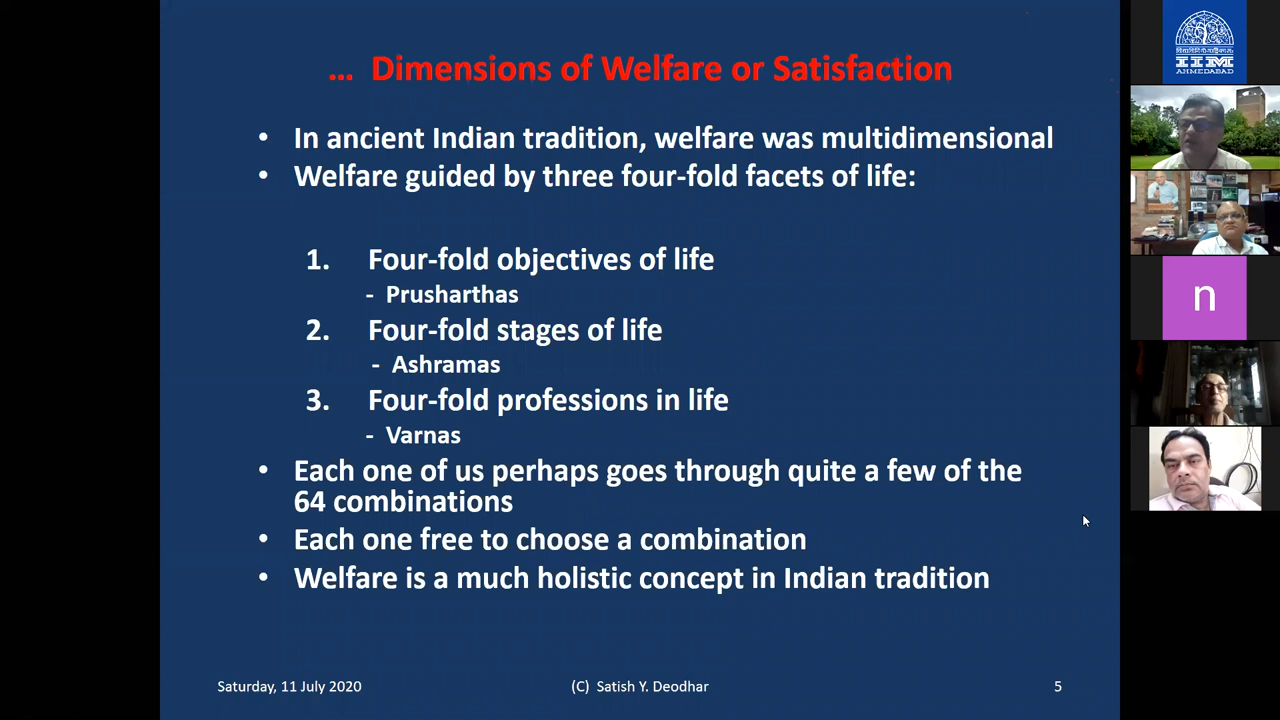 ... Dimensions of Welfare or Satisfaction
• In ancient Indian tradition, welfare was multidimensional
• Welfare guided by three four-fold facets of life:
1. Four-fold objectives of life
- Prusharthas
2. Four-fold stages of life
- Ashramas
3. Four-fold professions in life
- Varnas
• Each one of us perhaps goes through quite a few of the
64 combinations
• Each one free to choose a combination
• Welfare is a much holistic concept in Indian tradition
Saturday, 11 July 2020
(C) Satish Y. Deodhar
5
IIM
AHMEDABAD
n